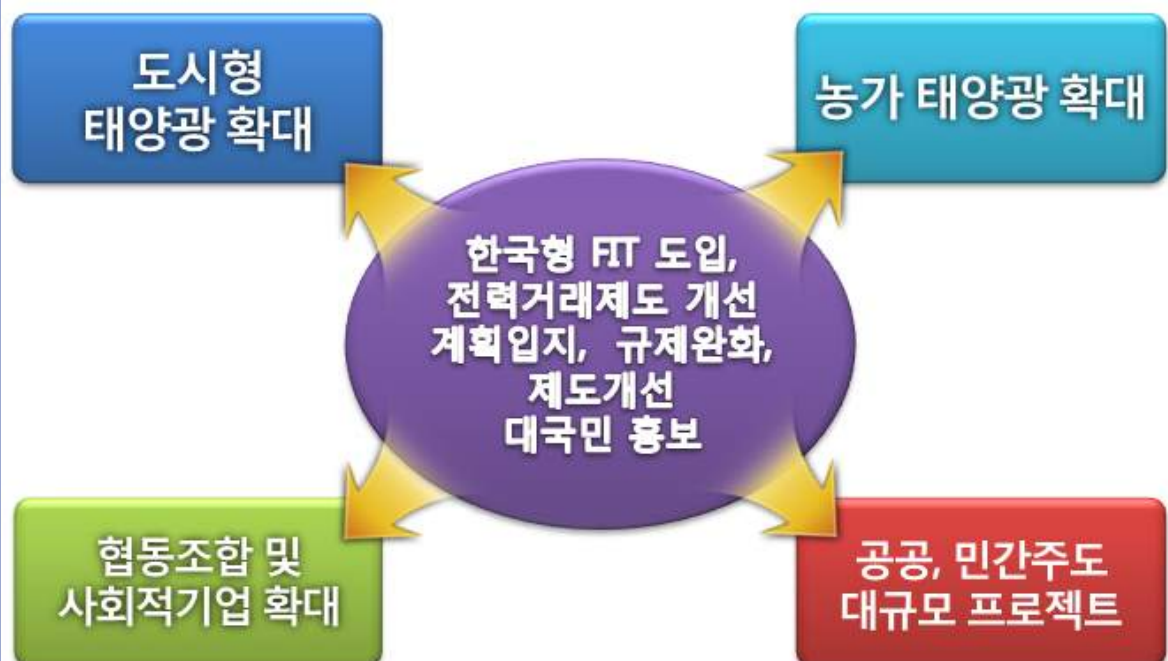 도시형
태양광 확대
농가 태양광 확대
한국형 FIT 도입,
전력거래제도 개선
계획입지, 규제완화,
제도개선
대국민 홍보
협동조합 및
사회적기업 확대
공공, 민간주도
대규모 프로젝트